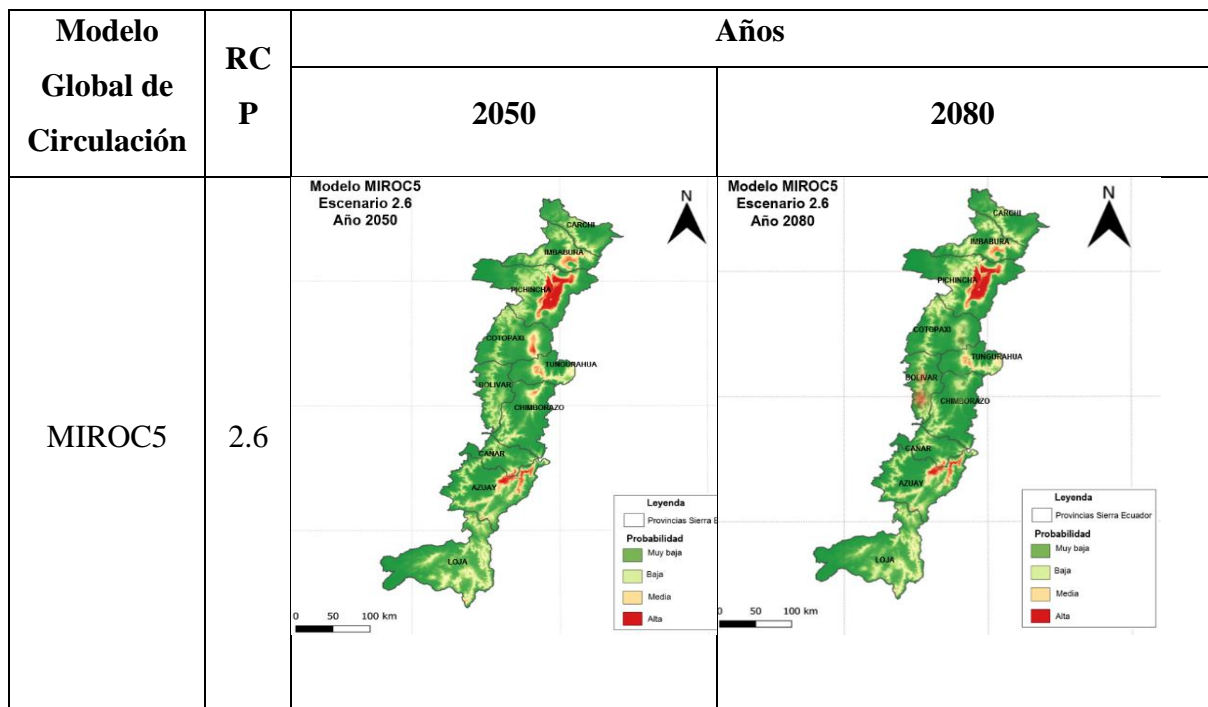 Modelo
Global de
Circulación
RC
P
Años
2050
2080
MIROC5
2.6
Modelo MIROC5
Escenario 2.6
Año 2050
N
CARCHI
IMBABURA
PICHINCHA
COTOPAXI
TUNGURAHUA
BOLIVAR
CHIMBORAZO
CAÑAR
AZUAY
LOJA
Leyenda
Provincias Sierra E
Probabilidad
Muy baja
Baja
Media
Alta
0 50 100 km
Modelo MIROC5
Escenario 2.6
Año 2080
N
CARCHI
IMBABURA
PICHINCHA
COTOPAXI
TUNGURAHUA
BOLIVAR
CHIMBORAZO
CAÑAR
AZUAY
LOJA
Leyenda
Provincias Sierra Ecuador
Probabilidad
Muy baja
Baja
Media
Alta
0 50 100 km